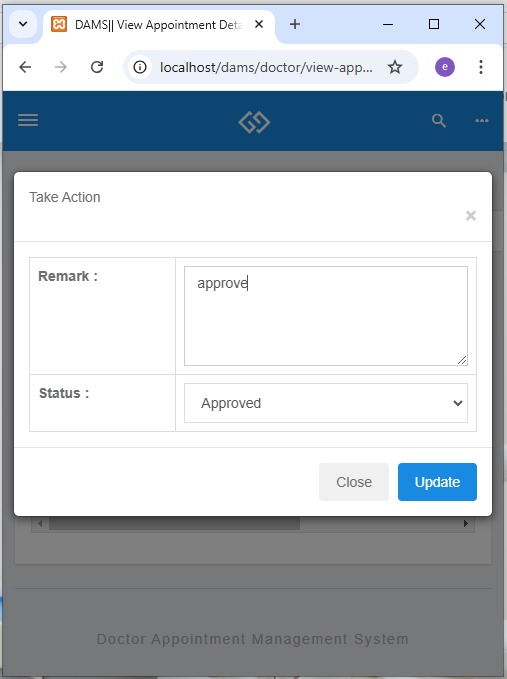 DAMS|| View Appointment Deta
e
localhost/dams/doctor/view-app...
Take Action
×
Remark :
approve
Status :
Approved
Close
Update
Doctor Appointment Management System